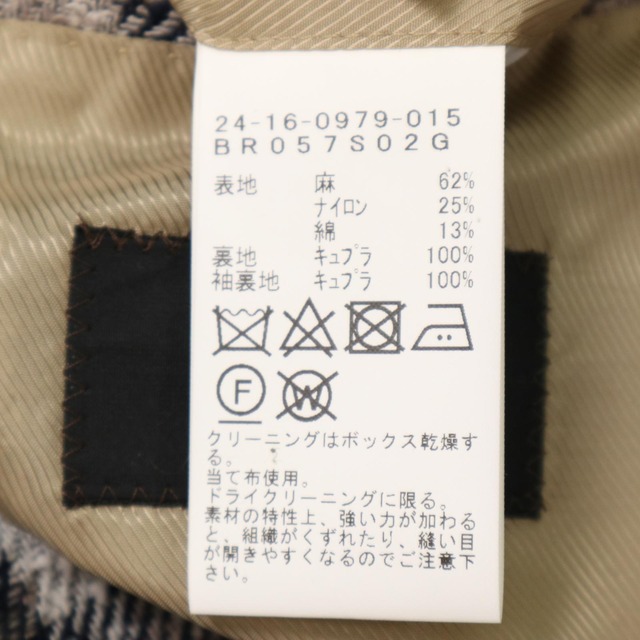 24-16-0979-015
BR057S02G
表地 麻 62%
ナイロン 25%
綿 13%
裏地 キュプラ 100%
袖裏地 キュプラ 100%
F W
クリーニングはボックス乾燥す
る。
当て布使用。
ドライクリーニングに限る。
素材の特性上、強い力が加わる
と、組織がくずれたり、縫い目
が開きやすくなるのでご注意下
さい。